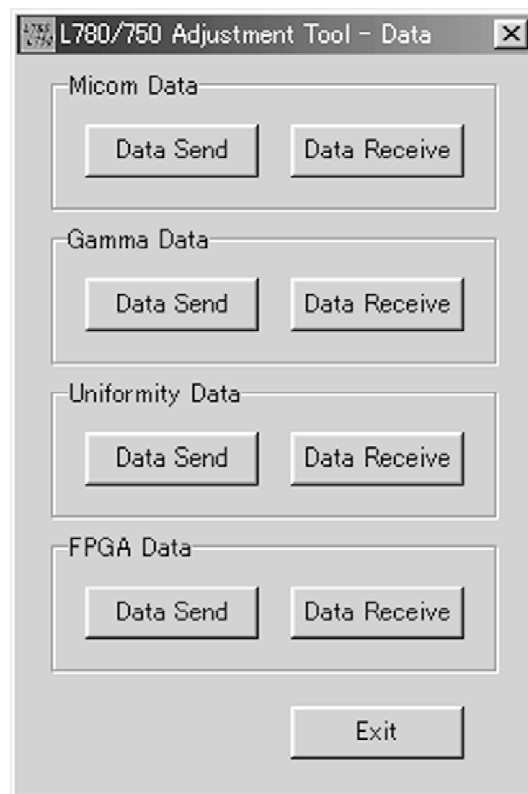 L780/750 Adjustment Tool - Data
Micom Data
Data Send Data Receive
Gamma Data
Data Send Data Receive
Uniformity Data
Data Send Data Receive
FPGA Data
Data Send Data Receive
Exit